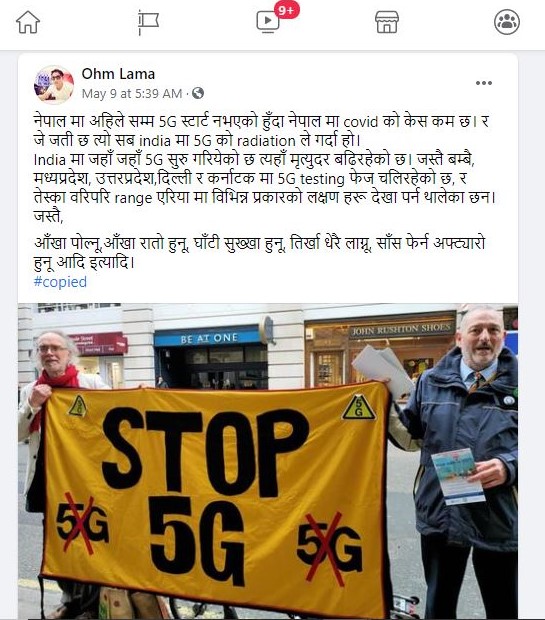 9+
Ohm Lama
May 9 at 5:39 AM ·
नेपाल मा अहिले सम्म 5G स्टार्ट नभएको हुँदा नेपाल मा covid को केस कम छ। र
जे जती छ त्यो सब india मा 5G को radiation ले गर्दा हो।
India मा जहाँ जहाँ 5G सुरु गरियेको छ त्यहाँ मृत्युदर बढिरहेको छ। जस्तै बम्बै,
मध्यप्रदेश, उत्तरप्रदेश,दिल्ली र कर्नाटक मा 5G testing फेज चलिरहेको छ, र
तेस्का वरिपरि range एरिया मा विभिन्न प्रकारको लक्षण हरू देखा पर्न थालेका छन।
जस्तै,
आँखा पोल्नू,आँखा रातो हुनू, घाँटी सुख्खा हुनू, तिर्खा धेरै लाग्नू, साँस फेर्न अफ्ट्यारो
हुनू आदि इत्यादि।
#copied
BE AT ONE
JOHN RUSHTON SHOES
5G
5G
STOP
5G
5G
5G